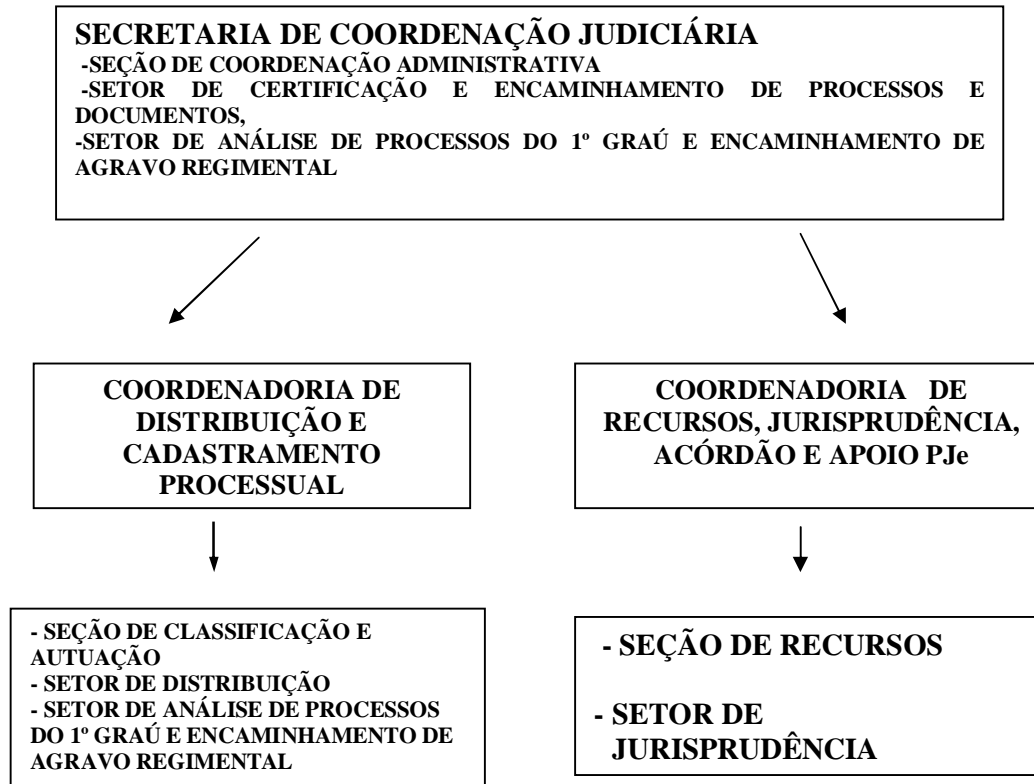 SECRETARIA DE COORDENAÇÃO JUDICIÁRIA
-SEÇÃO DE COORDENAÇÃO ADMINISTRATIVA
-SETOR DE CERTIFICAÇÃO E ENCAMINHAMENTO DE PROCESSOS E
DOCUMENTOS,
-SETOR DE ANÁLISE DE PROCESSOS DO 1º GRAÚ E ENCAMINHAMENTO DE
AGRAVO REGIMENTAL
COORDENADORIA DE
DISTRIBUIÇÃO E
CADASTRAMENTO
PROCESSUAL
COORDENADORIA DE
RECURSOS, JURISPRUDÊNCIA,
ACÓRDÃO E APOIO PJe
- SEÇÃO DE CLASSIFICAÇÃO E
AUTUAÇÃO
- SETOR DE DISTRIBUIÇÃO
- SETOR DE ANÁLISE DE PROCESSOS
DO 1º GRAÚ E ENCAMINHAMENTO DE
AGRAVO REGIMENTAL
- SEÇÃO DE RECURSOS
- SETOR DE
JURISPRUDÊNCIA